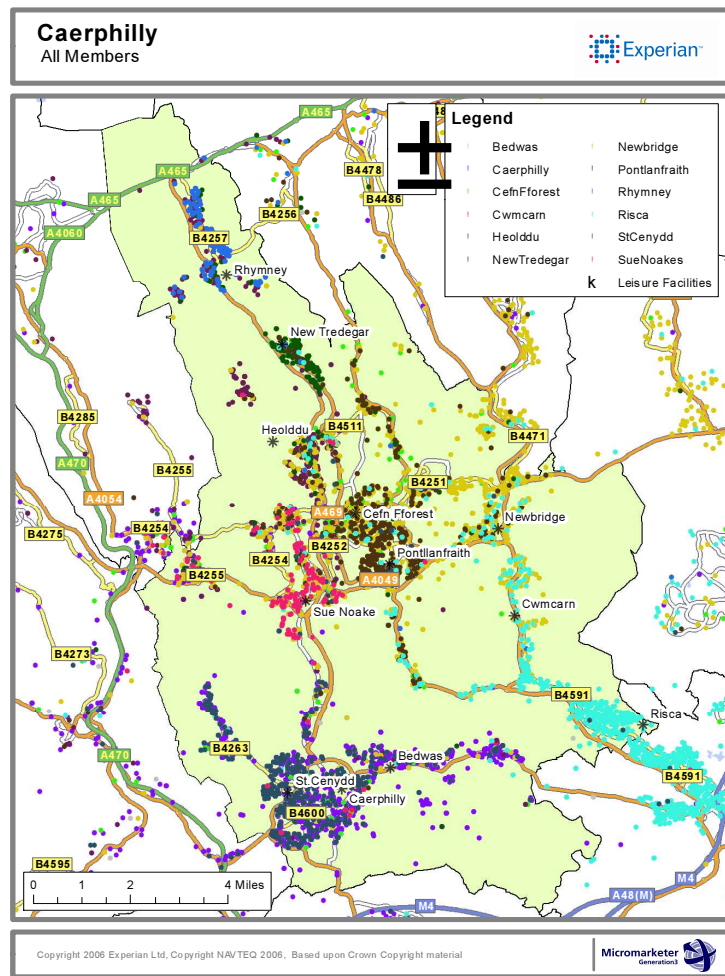 Caerphilly
All Members
Experian™
Legend
Bedwas
Newbridge
Caerphilly
Pontlanfraith
CefnFforest
Rhymney
Cwmcarn
Risca
Heolddu
StCenydd
NewTredegar
SueNoakes
k Leisure Facilities
A465
A465
A465
B4478
A4060
B4486
B4256
B4257
Rhymney
New Tredegar
B4285
B4511
Heolddu
B4471
A470
B4255
B4251
A4054
A469
Cefn Fforest
Newbridge
B4254
B4275
B4252
B4254
Pontllanfraith
B4255
A4049
Sue Noake
Cwmcarn
B4273
B4591
Risca
B4263
A470
Bedwas
B4591
St.Cenydd
Caerphilly
B4600
B4595
M4
A48(M)
M4
0 1 2 4 Miles
Copyright 2006 Experian Ltd, Copyright NAVTEQ 2006, Based upon Crown Copyright material
Micromarketer
Generation3